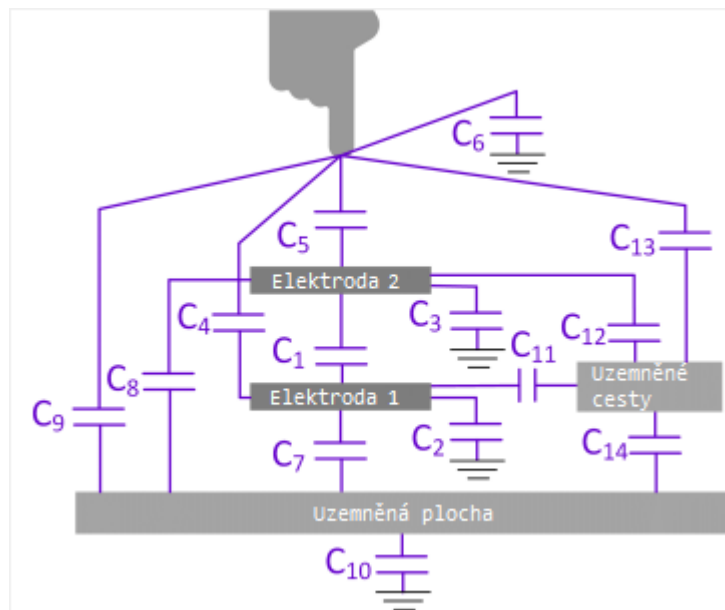 C6
C5
C13
Elektroda 2
C4
C3
C12
C8
C1
C11
Uzemněné
cesty
Elektroda 1
C9
C7
C2
C14
Uzemněná plocha
C10